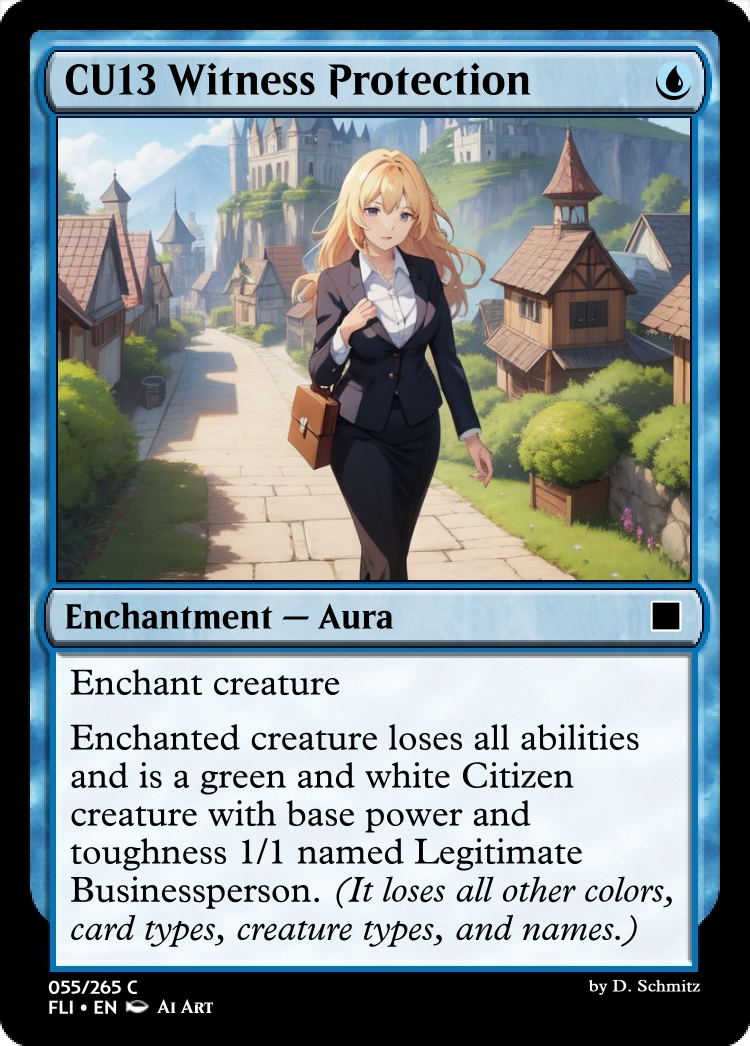 CU13 Witness Protection
Enchantment — Aura
Enchant creature
Enchanted creature loses all abilities
and is a green and white Citizen
creature with base power and
toughness 1/1 named Legitimate
Businessperson. (It loses all other colors,
card types, creature types, and names.)
055/265 C
by D. Schmitz
FLI • EN AI ART